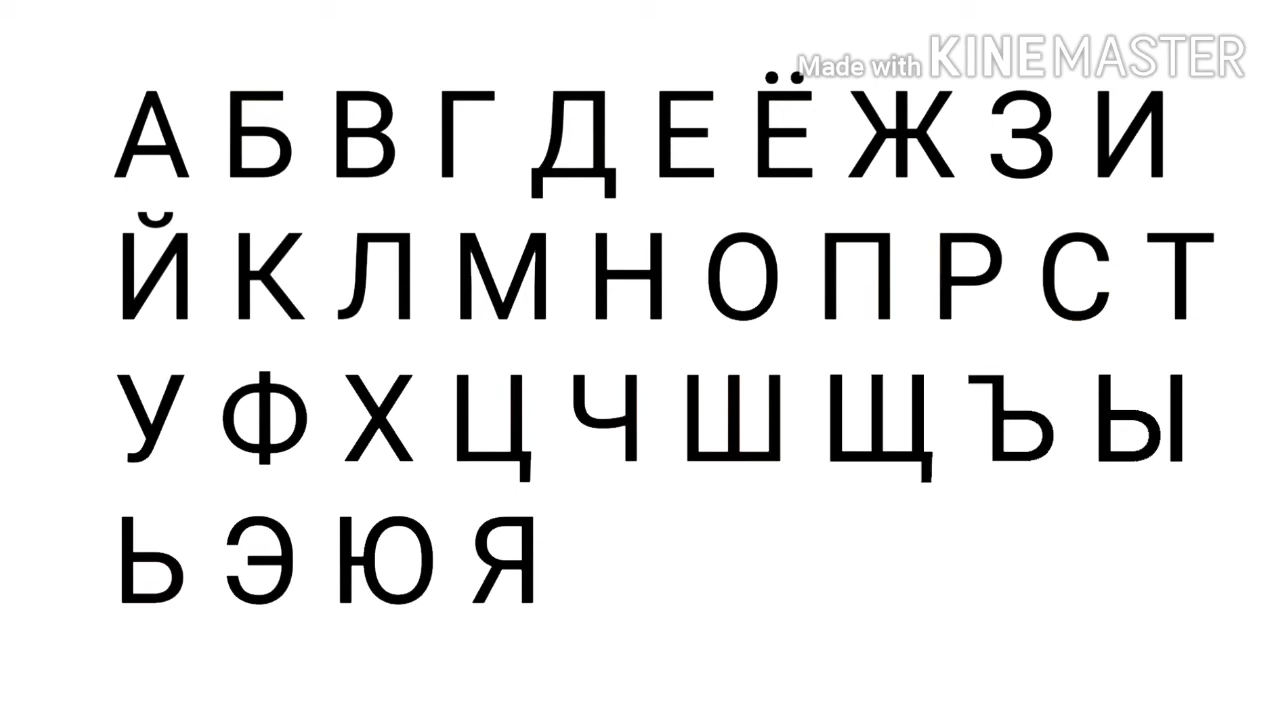 Made with KINEMASTER
А Б В Г Д Е Ё Ж З И
Й К Л М Н О П Р С Т
У Ф Х Ц Ч Ш Щ Ъ Ы
Ь Э Ю Я